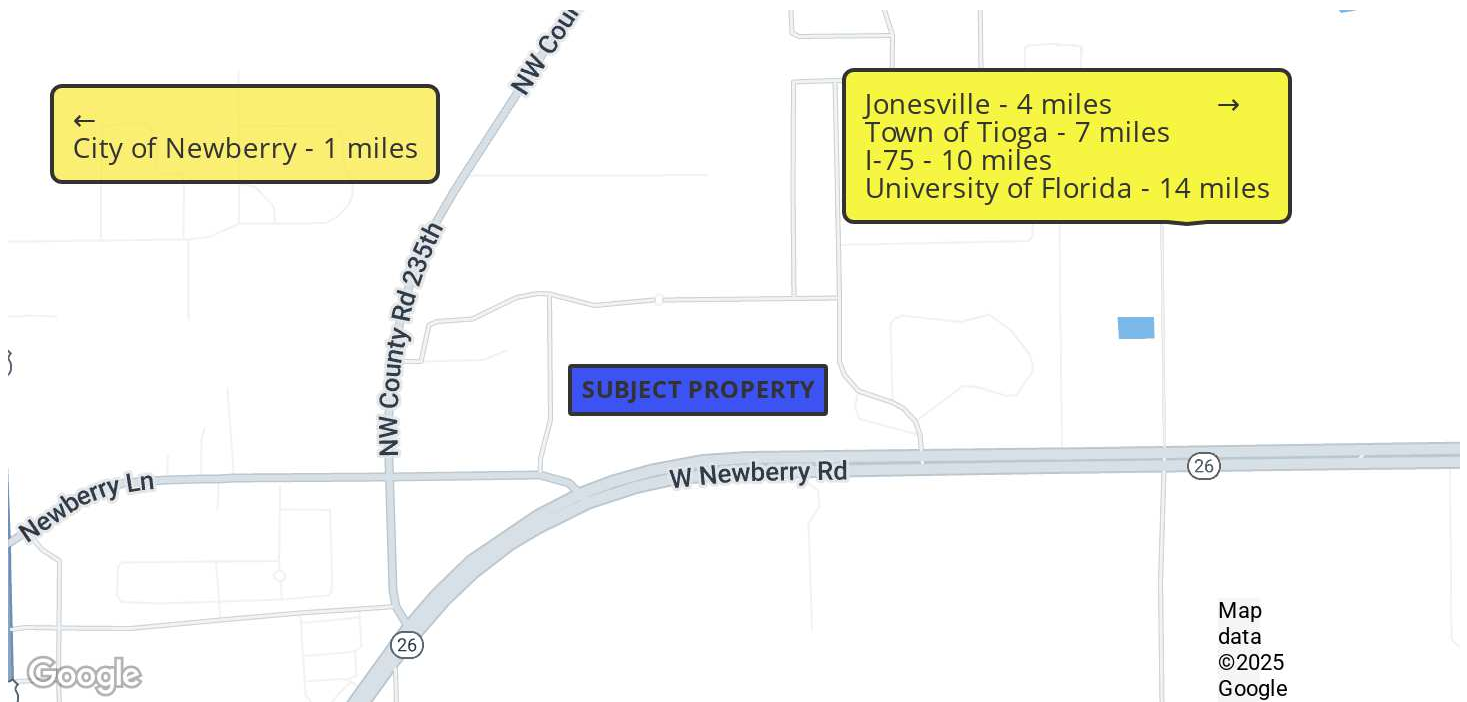 NW Coun
←
City of Newberry - 1 miles
Jonesville - 4 miles →
Town of Tioga - 7 miles
I-75 - 10 miles
University of Florida - 14 miles
NW County Rd 235th
SUBJECT PROPERTY
Newberry Ln
W Newberry Rd
26
26
Map
data
©2025
Google
Google